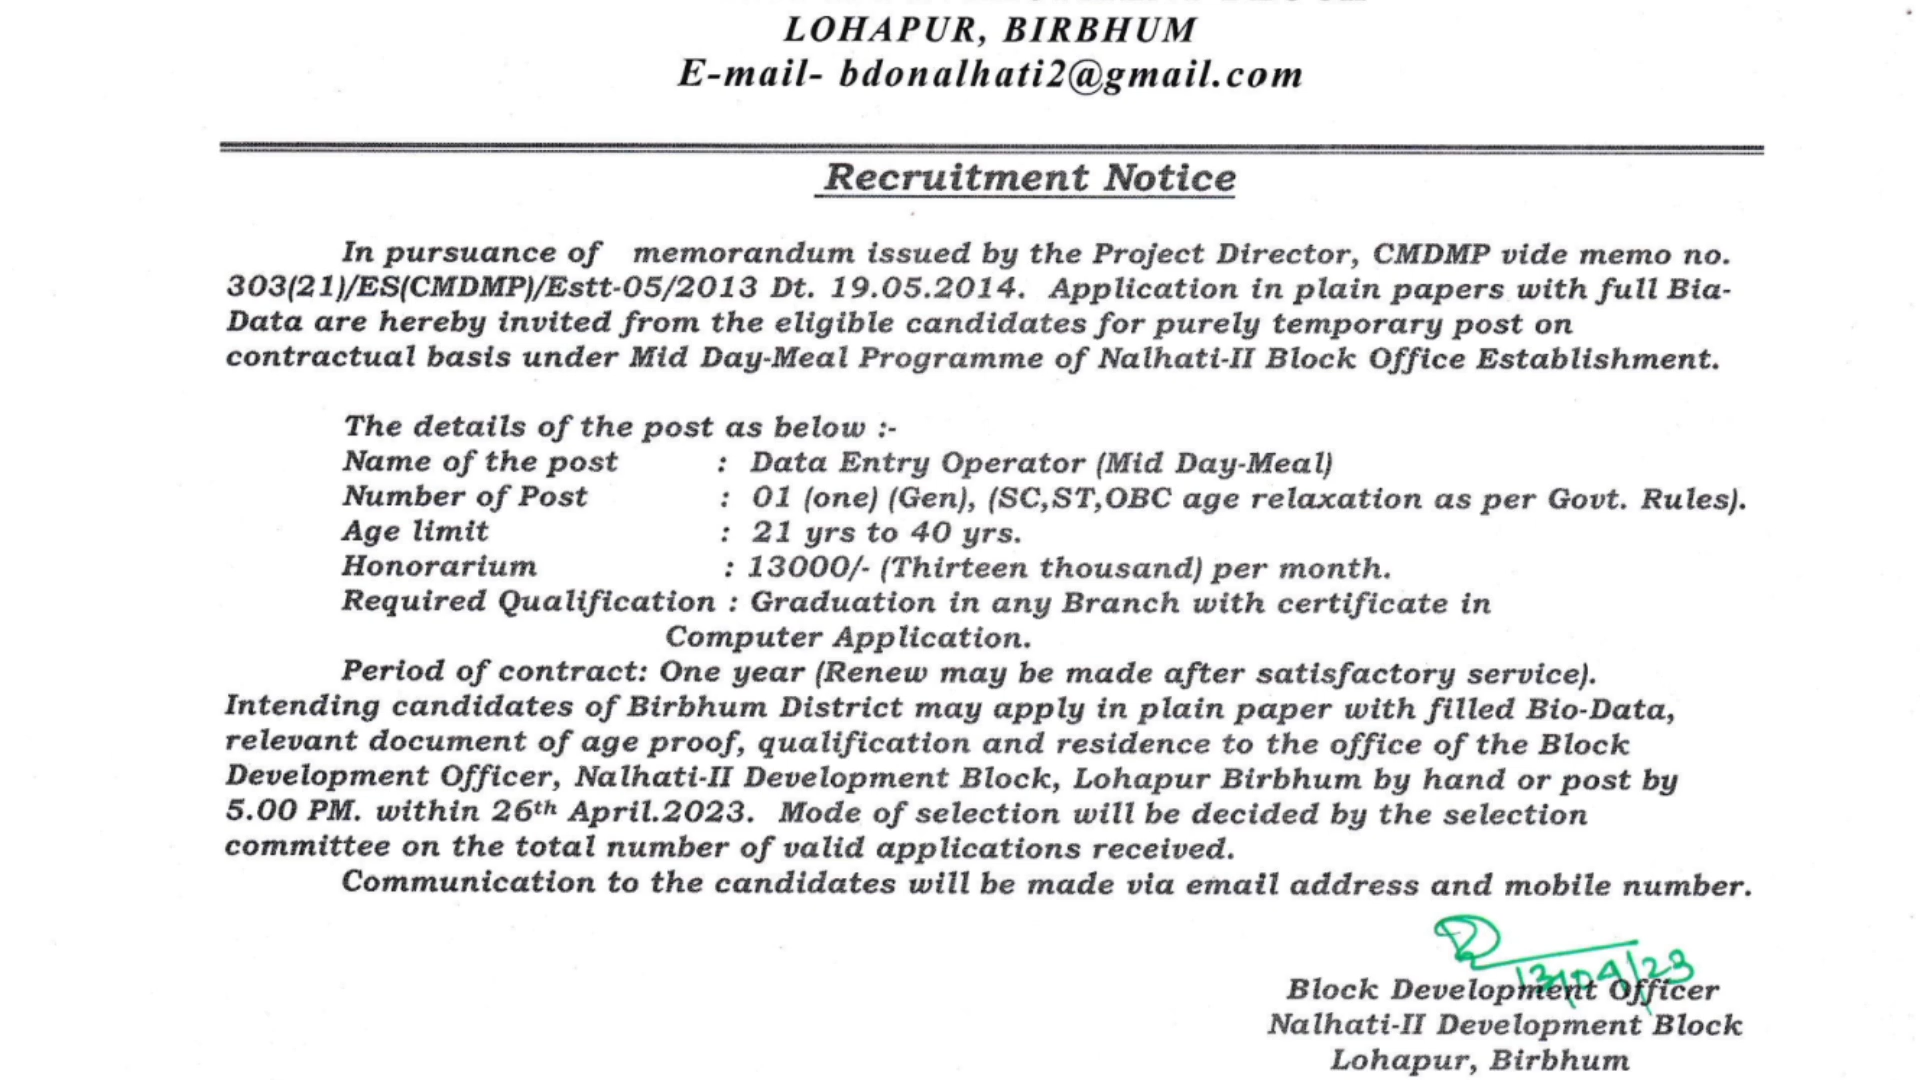 LOHAPUR, BIRBHUM
E-mail- bdonalhati2@gmail.com
Recruitment Notice
In pursuance of memorandum issued by the Project Director, CMDMP vide memo no.
303(21)/ES(CMDMP)/Estt-05/2013 Dt. 19.05.2014. Application in plain papers with full Bia-
Data are hereby invited from the eligible candidates for purely temporary post on
contractual basis under Mid Day-Meal Programme of Nalhati-II Block Office Establishment.
The details of the post as below :-
Name of the post : Data Entry Operator (Mid Day-Meal)
Number of Post : 01 (one) (Gen), (SC,ST,OBC age relaxation as per Govt. Rules).
Age limit : 21 yrs to 40 yrs.
Honorarium : 13000/- (Thirteen thousand) per month.
Required Qualification : Graduation in any Branch with certificate in
Computer Application.
Period of contract: One year (Renew may be made after satisfactory service).
Intending candidates of Birbhum District may apply in plain paper with filled Bio-Data,
relevant document of age proof, qualification and residence to the office of the Block
Development Officer, Nalhati-II Development Block, Lohapur Birbhum by hand or post by
5.00 PM. within 26th April.2023. Mode of selection will be decided by the selection
committee on the total number of valid applications received.
Communication to the candidates will be made via email address and mobile number.
13/04/23
Block Development Officer
Nalhati-II Development Block
Lohapur, Birbhum